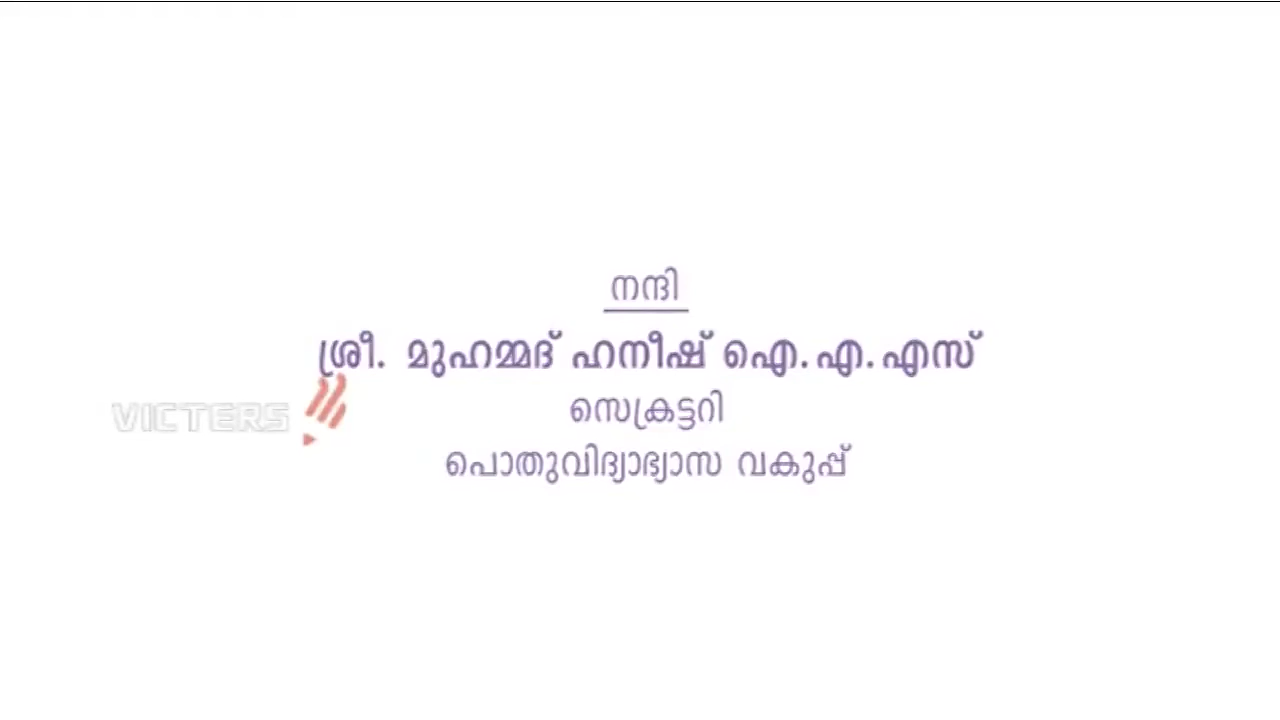 നന്ദി
ശ്രീ. മുഹമ്മദ് ഹനീഷ് ഐ.എ.എസ്
സെക്രട്ടറി
VICTERS
പൊതുവിദ്യാഭ്യാസ വകുപ്പ്